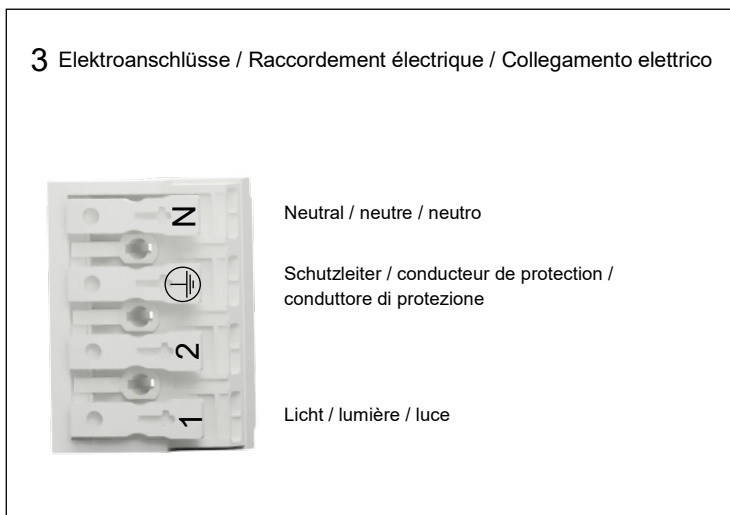 3 Elektroanschlüsse / Raccordement électrique / Collegamento elettrico
N
Neutral / neutre / neutro
Schutzleiter / conducteur de protection /
conduttore di protezione
2
1
Licht / lumière / luce